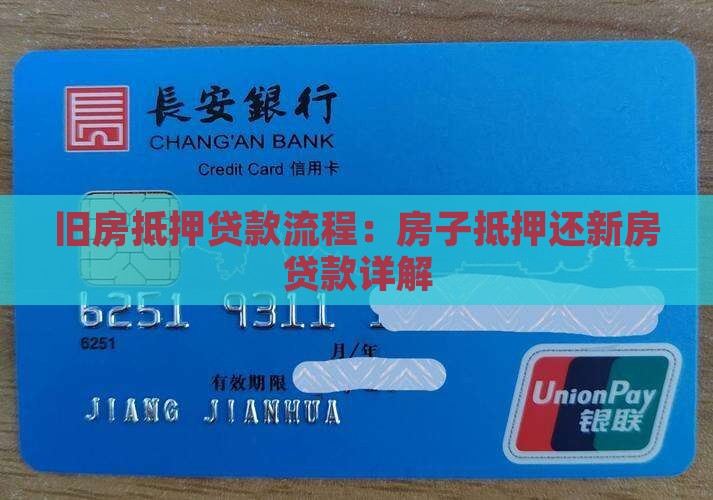 長安銀行
CHANG'AN BANK
Credit Card 信用卡
旧房抵押贷款流程：房子抵押还新房
贷款详解
6251 9311 1
6251
月/年
有效期限
JIANG JIANHUA
UnionPay
银联